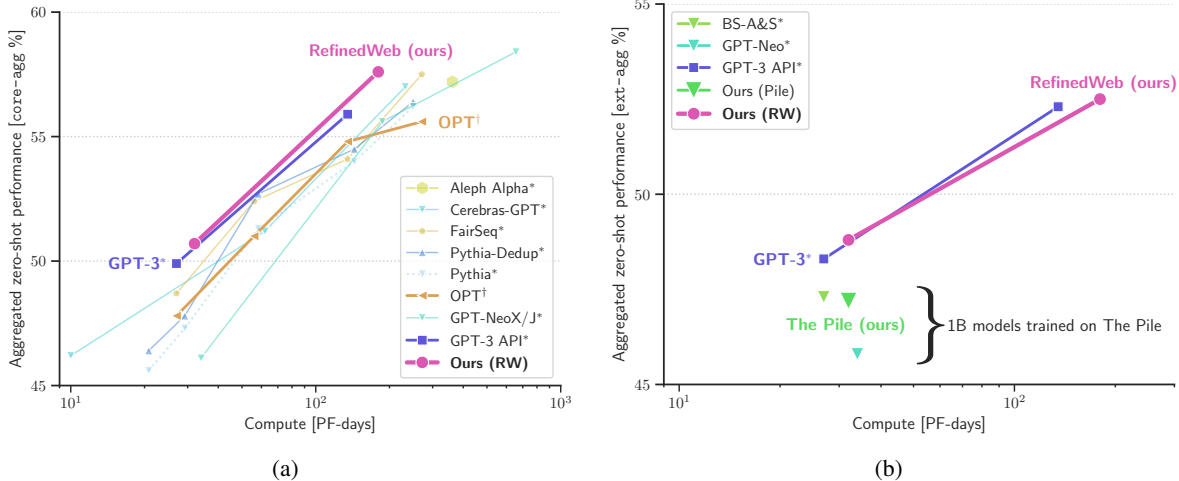 60
55
50
45
Aggregated zero-shot performance [core-agg %]
RefinedWeb (ours)
OPT†
GPT-3*
Aleph Alpha*
Cerebras-GPT*
FairSeq*
Pythia-Dedup*
Pythia*
OPT†
GPT-NeoX/J*
GPT-3 API*
Ours (RW)
10¹ 10² 10³
Compute [PF-days]
(a)
55
50
45
Aggregated zero-shot performance [ext-agg %]
BS-A&S*
GPT-Neo*
GPT-3 API*
Ours (Pile)
Ours (RW)
RefinedWeb (ours)
GPT-3*
The Pile (ours)
1B models trained on The Pile
10¹ 10²
Compute [PF-days]
(b)